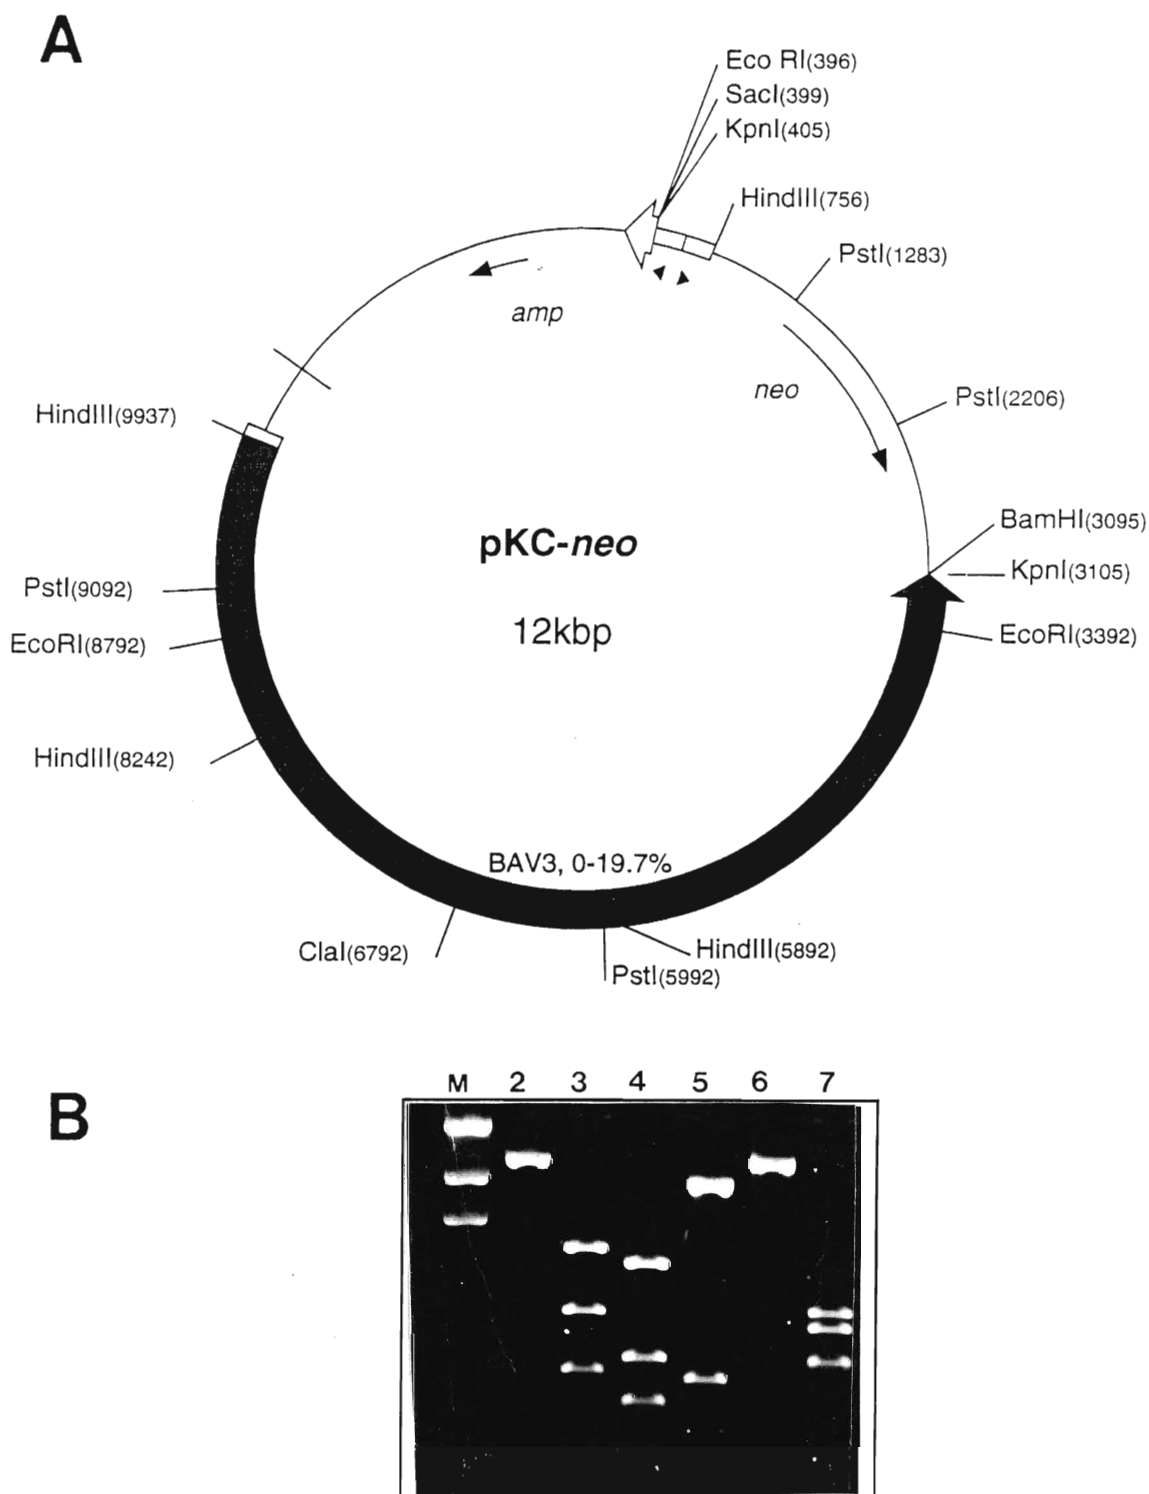 A
Eco RI(396)
SacI(399)
KpnI(405)
HindIII(756)
PstI(1283)
amp
neo
PstI(2206)
HindIII(9937)
BamHI(3095)
pKC-neo
KpnI(3105)
PstI(9092)
12kbp
EcoRI(3392)
EcoRI(8792)
HindIII(8242)
BAV3, 0-19.7%
ClaI(6792)
HindIII(5892)
PstI(5992)
B
M 2 3 4 5 6 7